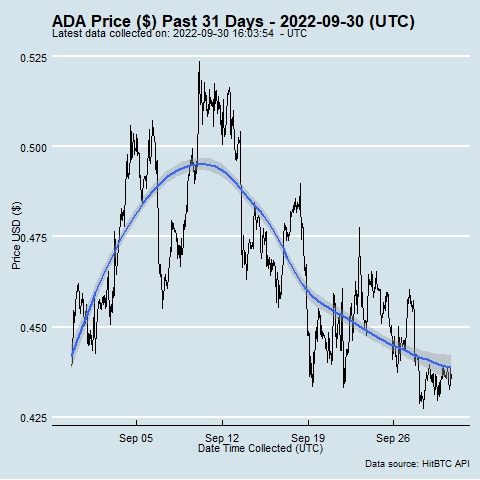 ADA Price ($) Past 31 Days - 2022-09-30 (UTC)
Latest data collected on: 2022-09-30 16:03:54 - UTC
0.525
0.500
0.475
0.450
0.425
Price USD ($)
Sep 05
Sep 12
Sep 19
Sep 26
Date Time Collected (UTC)
Data source: HitBTC API